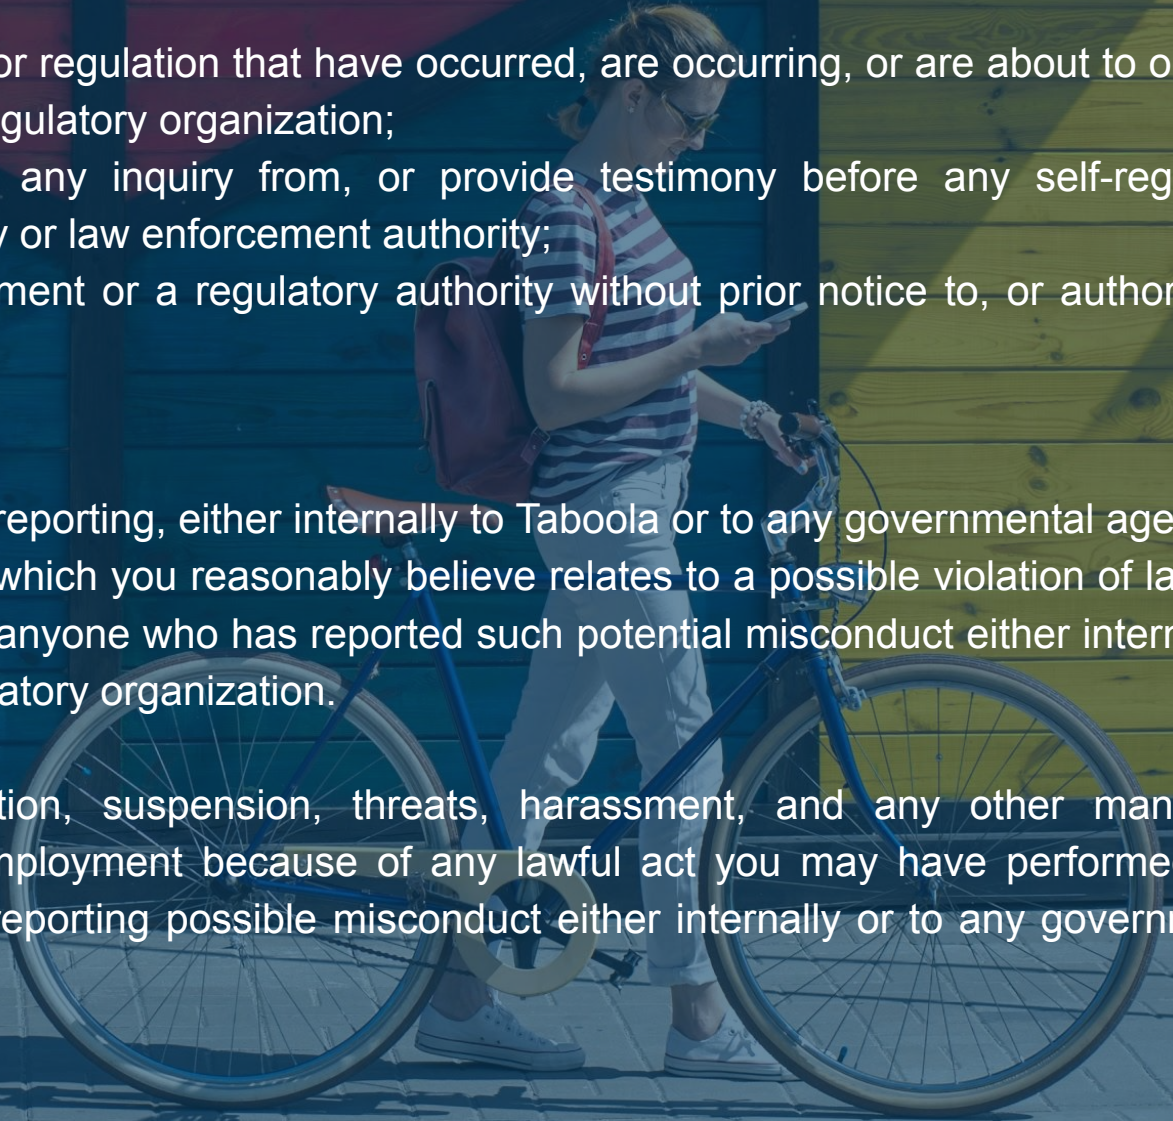 or regulation that have occurred, are occurring, or are about to o
gulatory organization;
any inquiry from, or provide testimony before any self-reg
y or law enforcement authority;
ment or a regulatory authority without prior notice to, or author
reporting, either internally to Taboola or to any governmental age
which you reasonably believe relates to a possible violation of la
anyone who has reported such potential misconduct either intern
atory organization.
tion, suspension, threats, harassment, and any other man
mployment because of any lawful act you may have performe
reporting possible misconduct either internally or to any governm